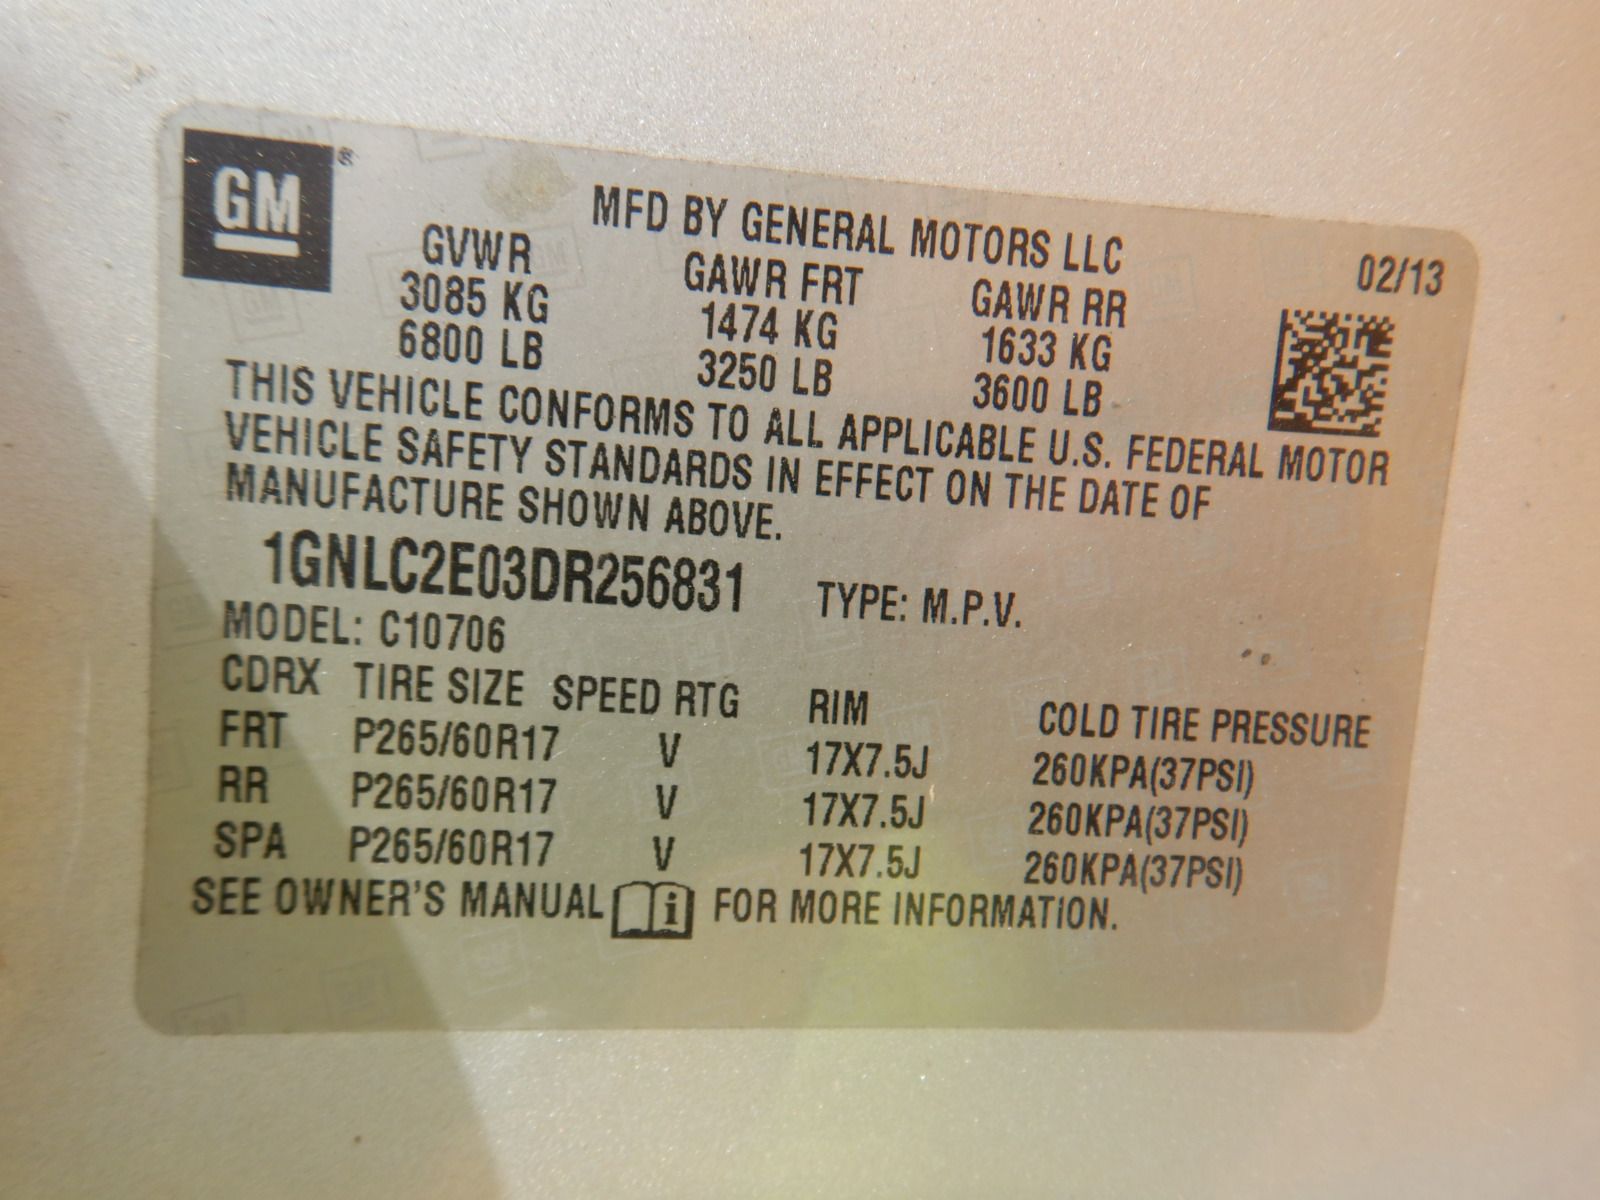 GM ®
MFD BY GENERAL MOTORS LLC
02/13
GVWR GAWR FRT GAWR RR
3085 KG 1474 KG 1633 KG
6800 LB 3250 LB 3600 LB
THIS VEHICLE CONFORMS TO ALL APPLICABLE U.S. FEDERAL MOTOR
VEHICLE SAFETY STANDARDS IN EFFECT ON THE DATE OF
MANUFACTURE SHOWN ABOVE.
1GNLC2E03DR256831 TYPE: M.P.V.
MODEL: C10706
CDRX TIRE SIZE SPEED RTG RIM COLD TIRE PRESSURE
FRT P265/60R17 V 17X7.5J 260KPA(37PSI)
RR P265/60R17 V 17X7.5J 260KPA(37PSI)
SPA P265/60R17 V 17X7.5J 260KPA(37PSI)
SEE OWNER'S MANUAL i FOR MORE INFORMATION.